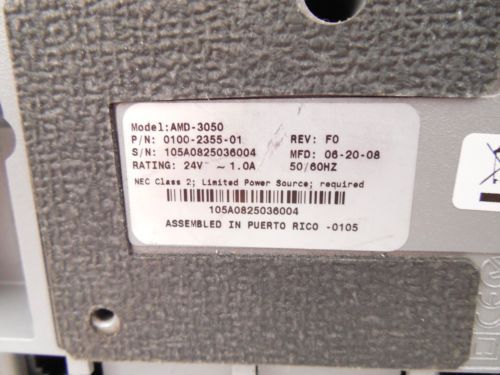 Model:AMD-3050
P/N: 0100-2355-01 REV: F0
S/N: 105A0825036004 MFD: 06-20-08
RATING: 24V ~ 1.0A 50/60HZ
NEC Class 2; Limited Power Source; required
105A0825036004
ASSEMBLED IN PUERTO RICO -0105